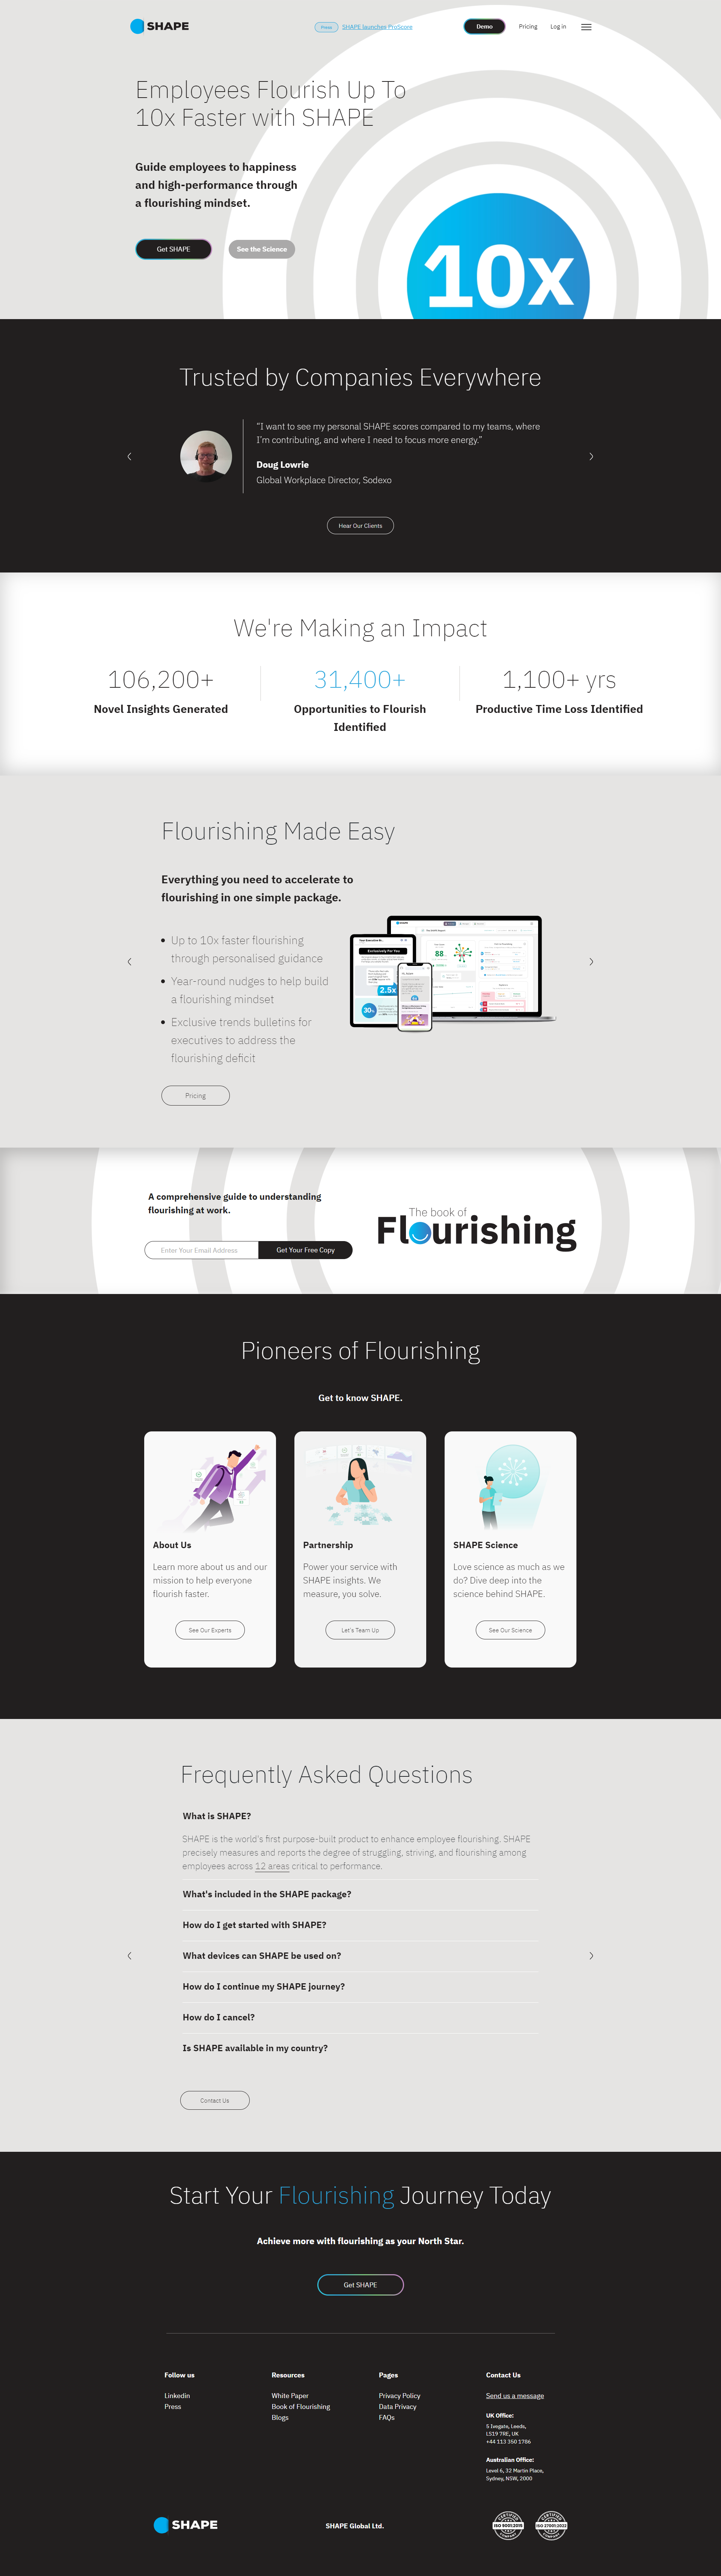 SHAPE
Press SHAPE launches ProScore
Demo
Pricing
Log in
Employees Flourish Up To
10x Faster with SHAPE
Guide employees to happiness
and high-performance through
a flourishing mindset.
Get SHAPE
See the Science
10x
Trusted by Companies Everywhere
“I want to see my personal SHAPE scores compared to my teams, where
I'm contributing, and where I need to focus more energy.”
Doug Lowrie
Global Workplace Director, Sodexo
Hear Our Clients
We're Making an Impact
106,200+
Novel Insights Generated
31,400+
Opportunities to Flourish
Identified
1,100+ yrs
Productive Time Loss Identified
Flourishing Made Easy
Everything you need to accelerate to
flourishing in one simple package.
Up to 10x faster flourishing
through personalised guidance
Year-round nudges to help build
a flourishing mindset
Exclusive trends bulletins for
executives to address the
flourishing deficit
Exclusively For You
2.5x
30%
88
Pricing
A comprehensive guide to understanding
flourishing at work.
Enter Your Email Address
Get Your Free Copy
The book of
Flourishing
Pioneers of Flourishing
Get to know SHAPE.
About Us
Learn more about us and our
mission to help everyone
flourish faster.
See Our Experts
Partnership
Power your service with
SHAPE insights. We
measure, you solve.
Let's Team Up
SHAPE Science
Love science as much as we
do? Dive deep into the
science behind SHAPE.
See Our Science
Frequently Asked Questions
What is SHAPE?
SHAPE is the world's first purpose-built product to enhance employee flourishing. SHAPE
precisely measures and reports the degree of struggling, striving, and flourishing among
employees across 12 areas critical to performance.
What's included in the SHAPE package?
How do I get started with SHAPE?
What devices can SHAPE be used on?
How do I continue my SHAPE journey?
How do I cancel?
Is SHAPE available in my country?
Contact Us
Start Your Flourishing Journey Today
Achieve more with flourishing as your North Star.
Get SHAPE
Follow us
Linkedin
Press
Resources
White Paper
Book of Flourishing
Blogs
Pages
Privacy Policy
Data Privacy
FAQs
Contact Us
Send us a message
UK Office:
5 Ivegate, Leeds,
LS19 7RE, UK
+44 113 350 1786
Australian Office:
Level 6, 32 Martin Place,
Sydney, NSW, 2000
SHAPE
SHAPE Global Ltd.
CERTIFIED
ISO 9001:2015
COMPANY
CERTIFIED
ISO 27001:2022
COMPANY